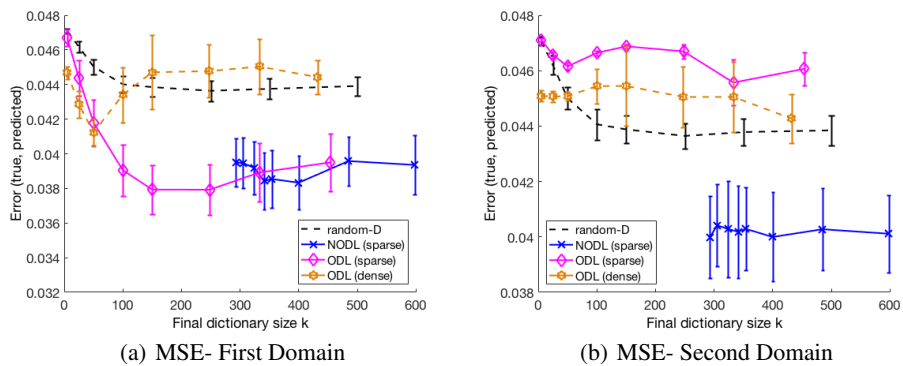 0.048
0.046
0.044
0.042
0.04
0.038
0.036
0.034
0.032
Error (true, predicted)
0 100 200 300 400 500 600
Final dictionary size k
random-D
NODL (sparse)
ODL (sparse)
ODL (dense)
(a) MSE- First Domain
0.048
0.046
0.044
0.042
0.04
0.038
Error (true, predicted)
0 100 200 300 400 500 600
Final dictionary size k
random-D
NODL (sparse)
ODL (sparse)
ODL (dense)
(b) MSE- Second Domain